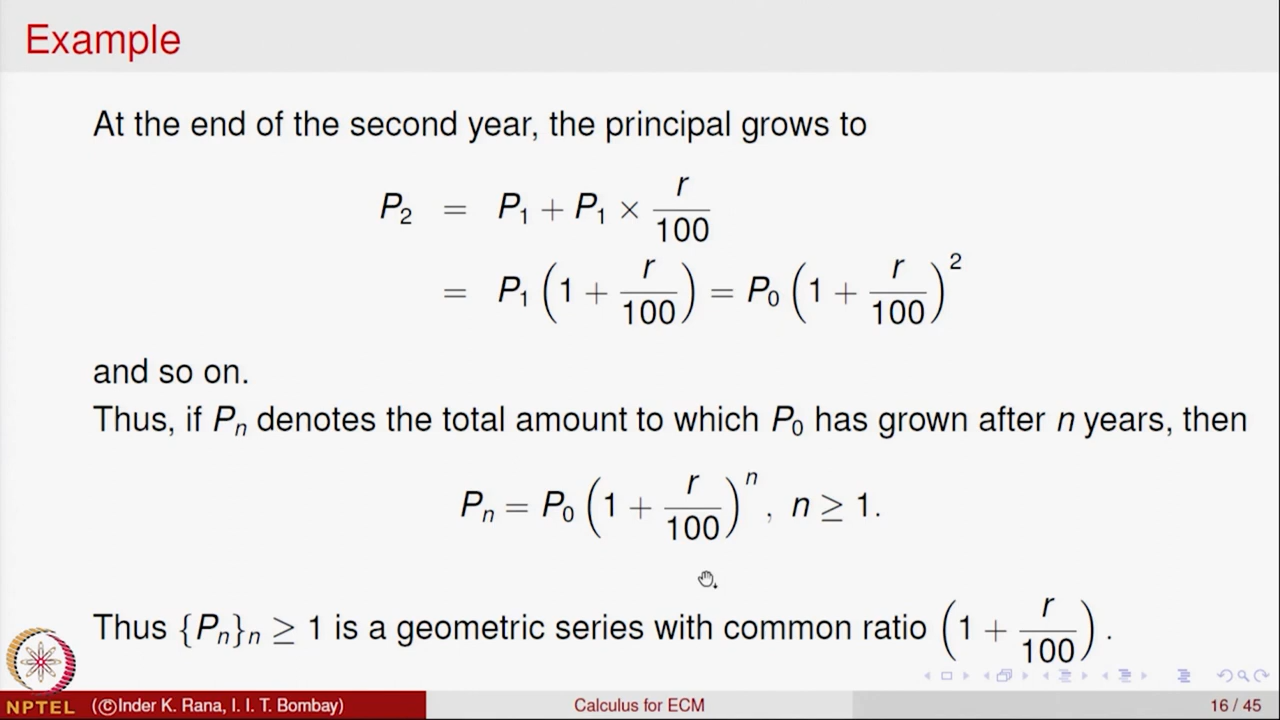 Example
At the end of the second year, the principal grows to
P₂ = P₁ + P₁ × r/100
= P₁ (1 + r/100) = P₀ (1 + r/100)²
and so on.
Thus, if Pₙ denotes the total amount to which P₀ has grown after n years, then
Pₙ = P₀ (1 + r/100)ⁿ, n ≥ 1.
Thus {Pₙ}ₙ ≥ 1 is a geometric series with common ratio (1 + r/100).
NPTEL (©Inder K. Rana, I. I. T. Bombay) Calculus for ECM 16 / 45